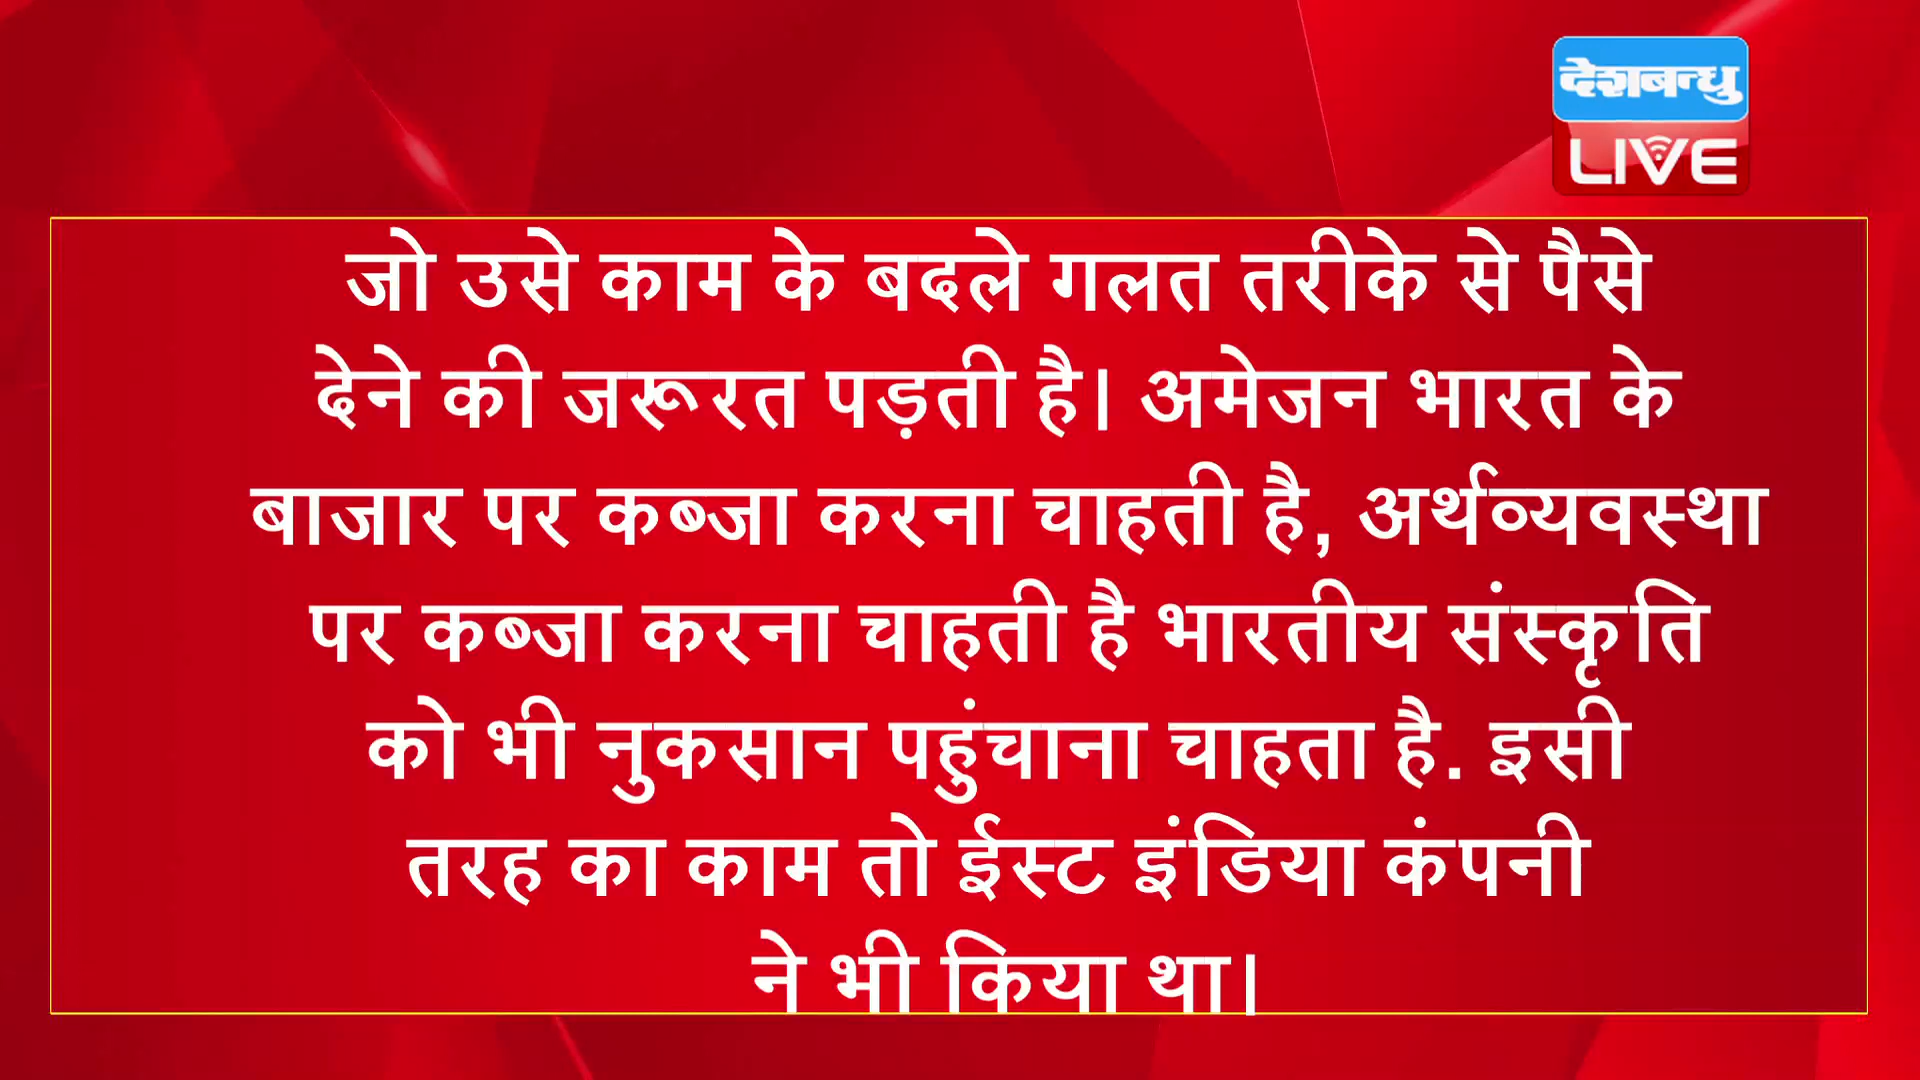 देशबन्धु
LIVE
जो उसे काम के बदले गलत तरीके से पैसे
देने की जरूरत पड़ती है। अमेजन भारत के
बाजार पर कब्जा करना चाहती है, अर्थव्यवस्था
पर कब्जा करना चाहती है भारतीय संस्कृति
को भी नुकसान पहुंचाना चाहता है. इसी
तरह का काम तो ईस्ट इंडिया कंपनी
ने भी किया था।